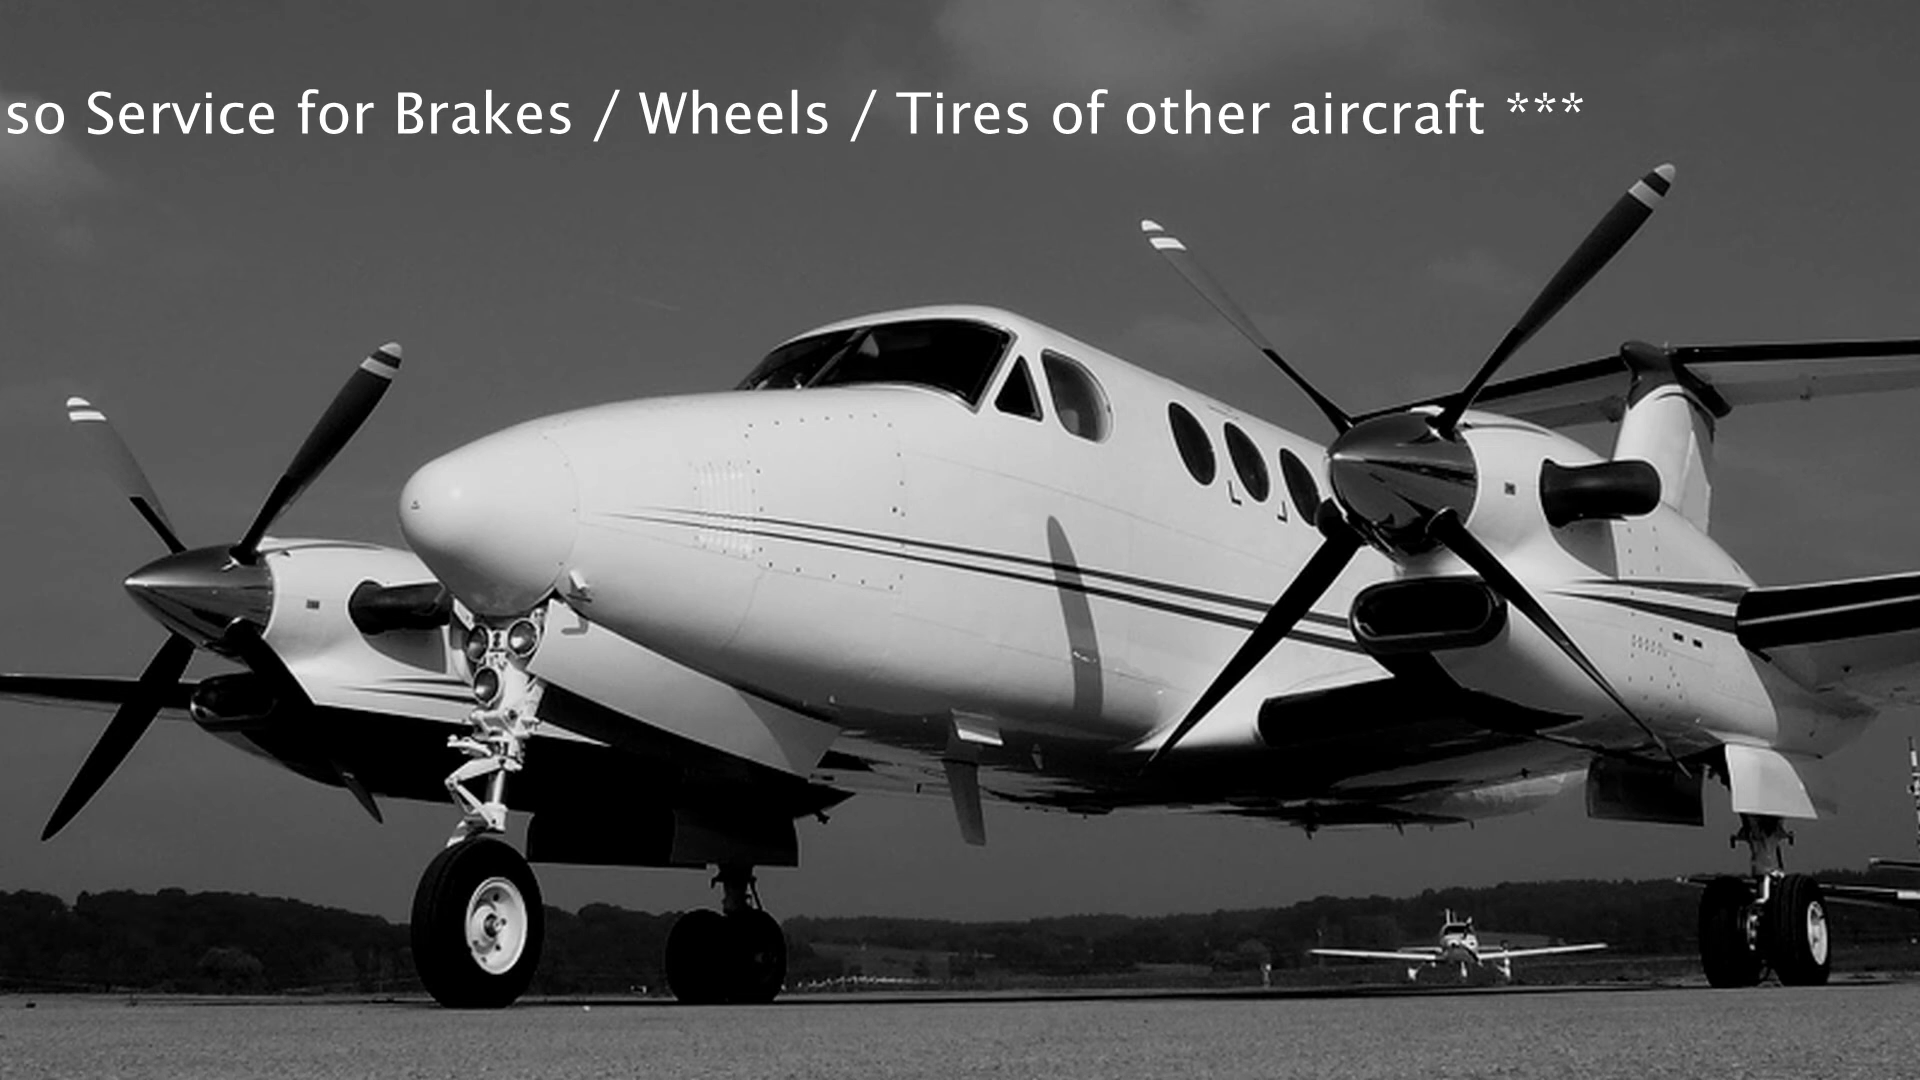 so Service for Brakes / Wheels / Tires of other aircraft ***